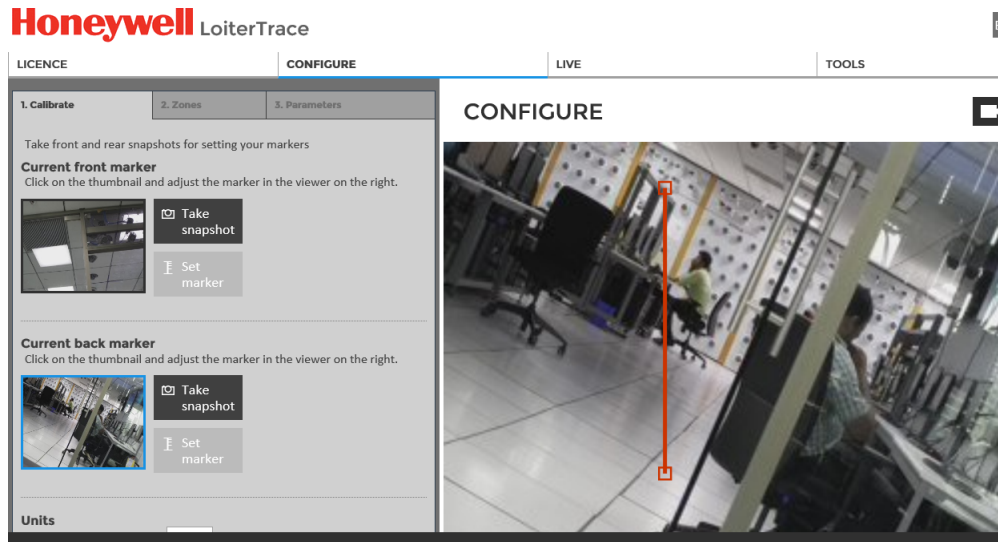 Honeywell LoiterTrace
LICENCE
CONFIGURE
LIVE
TOOLS
1. Calibrate
2. Zones
3. Parameters
CONFIGURE
Take front and rear snapshots for setting your markers
Current front marker
Click on the thumbnail and adjust the marker in the viewer on the right.
Take
snapshot
Set
marker
Current back marker
Click on the thumbnail and adjust the marker in the viewer on the right.
Take
snapshot
Set
marker
Units